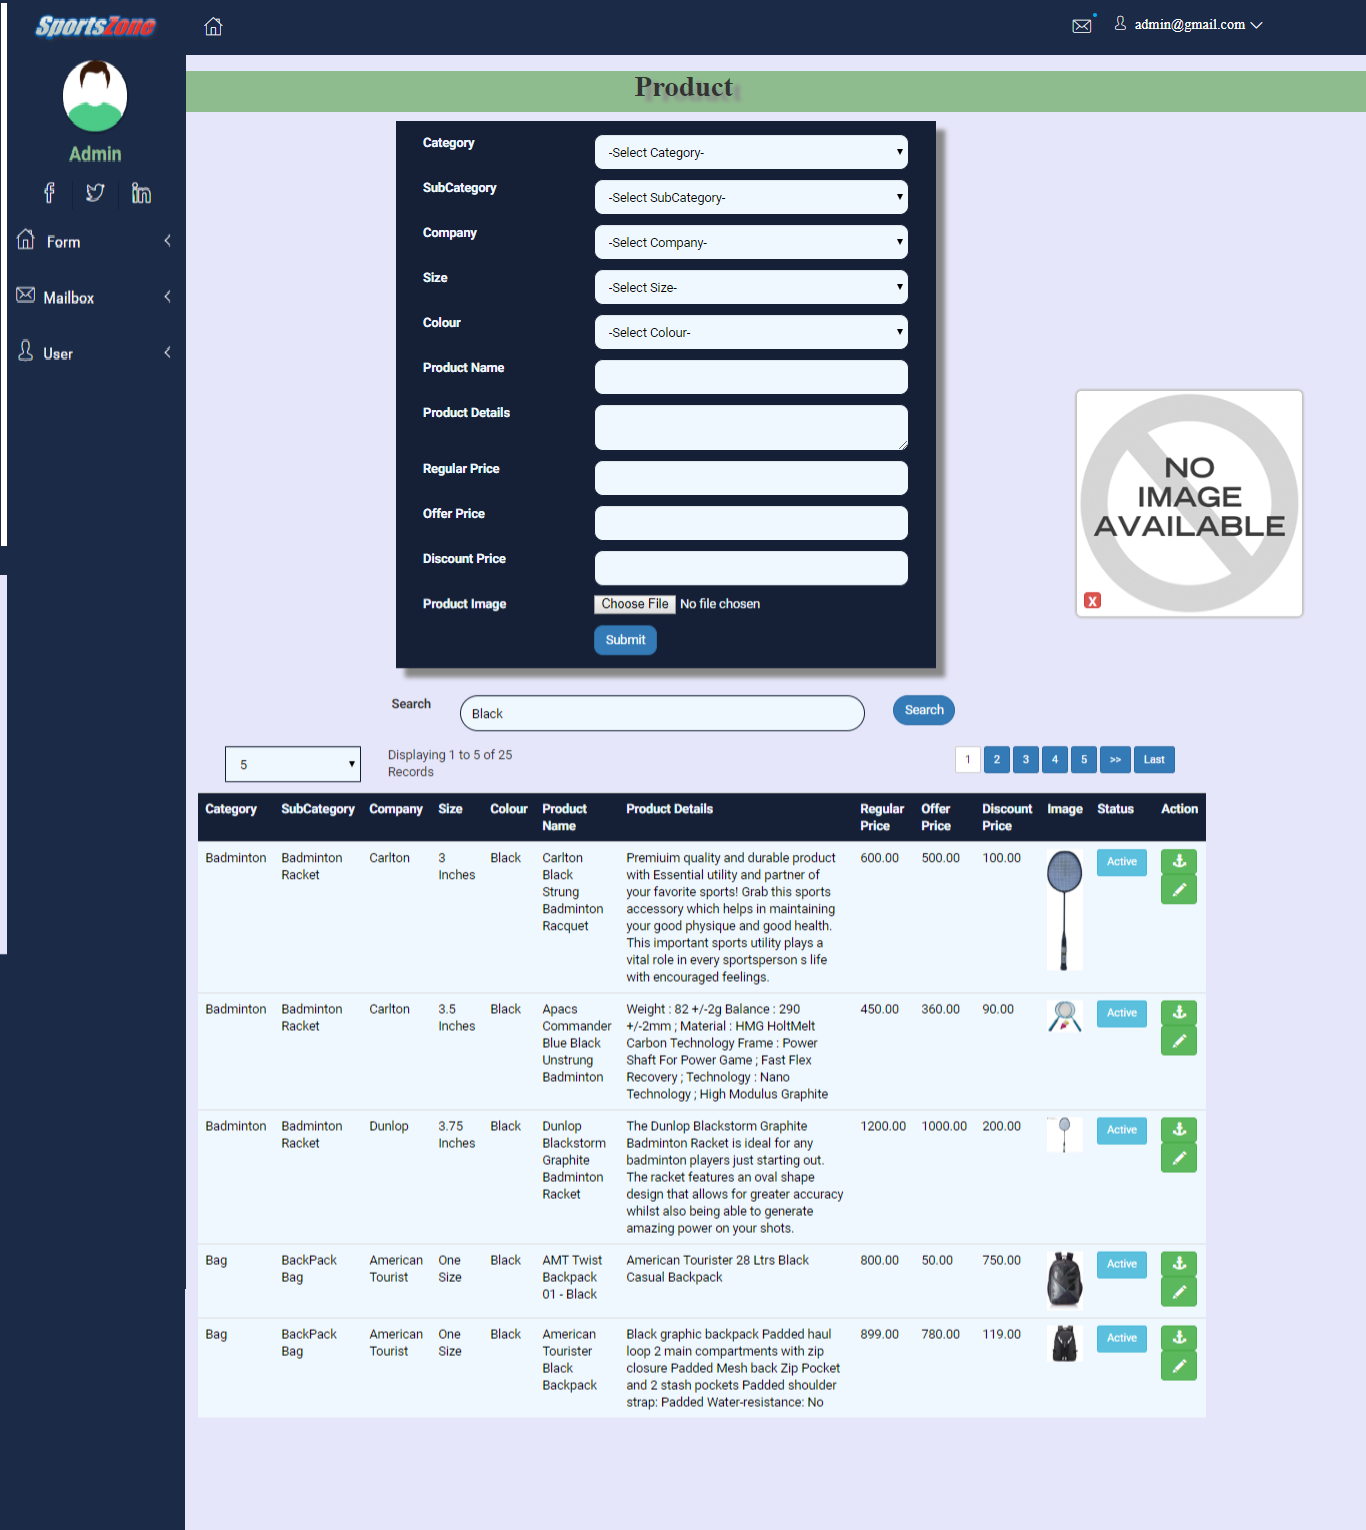 SportsZone
admin@gmail.com
Admin
Form
Mailbox
User
Product
Category -Select Category-
SubCategory -Select SubCategory-
Company -Select Company-
Size -Select Size-
Colour -Select Colour-
Product Name
Product Details
Regular Price
Offer Price
Discount Price
Product Image Choose File No file chosen
Submit
NO
IMAGE
AVAILABLE
X
Search Black Search
5 Displaying 1 to 5 of 25
Records
1 2 3 4 5 >> Last
Category SubCategory Company Size Colour Product Product Details Regular Offer Discount Image Status Action
Name Price Price Price
Badminton Badminton Carlton 3 Black Carlton Premiuim quality and durable product 600.00 500.00 100.00 Active
Racket Inches Black with Essential utility and partner of
Strung your favorite sports! Grab this sports
Badminton accessory which helps in maintaining
Racquet your good physique and good health.
This important sports utility plays a
vital role in every sportsperson s life
with encouraged feelings.
Badminton Badminton Carlton 3.5 Black Apacs Weight : 82 +/-2g Balance : 290 450.00 360.00 90.00 Active
Racket Inches Commander +/-2mm ; Material : HMG HoltMelt
Blue Black Carbon Technology Frame : Power
Unstrung Shaft For Power Game ; Fast Flex
Badminton Recovery ; Technology : Nano
Technology ; High Modulus Graphite
Badminton Badminton Dunlop 3.75 Black Dunlop The Dunlop Blackstorm Graphite 1200.00 1000.00 200.00 Active
Racket Inches Blackstorm Badminton Racket is ideal for any
Graphite badminton players just starting out.
Badminton The racket features an oval shape
Racket design that allows for greater accuracy
whilst also being able to generate
amazing power on your shots.
Bag BackPack American One Black AMT Twist American Tourister 28 Ltrs Black 800.00 50.00 750.00 Active
Bag Tourist Size Backpack Casual Backpack
01 - Black
Bag BackPack American One Black American Black graphic backpack Padded haul 899.00 780.00 119.00 Active
Bag Tourist Size Tourister loop 2 main compartments with zip
Black closure Padded Mesh back Zip Pocket
Backpack and 2 stash pockets Padded shoulder
strap: Padded Water-resistance: No